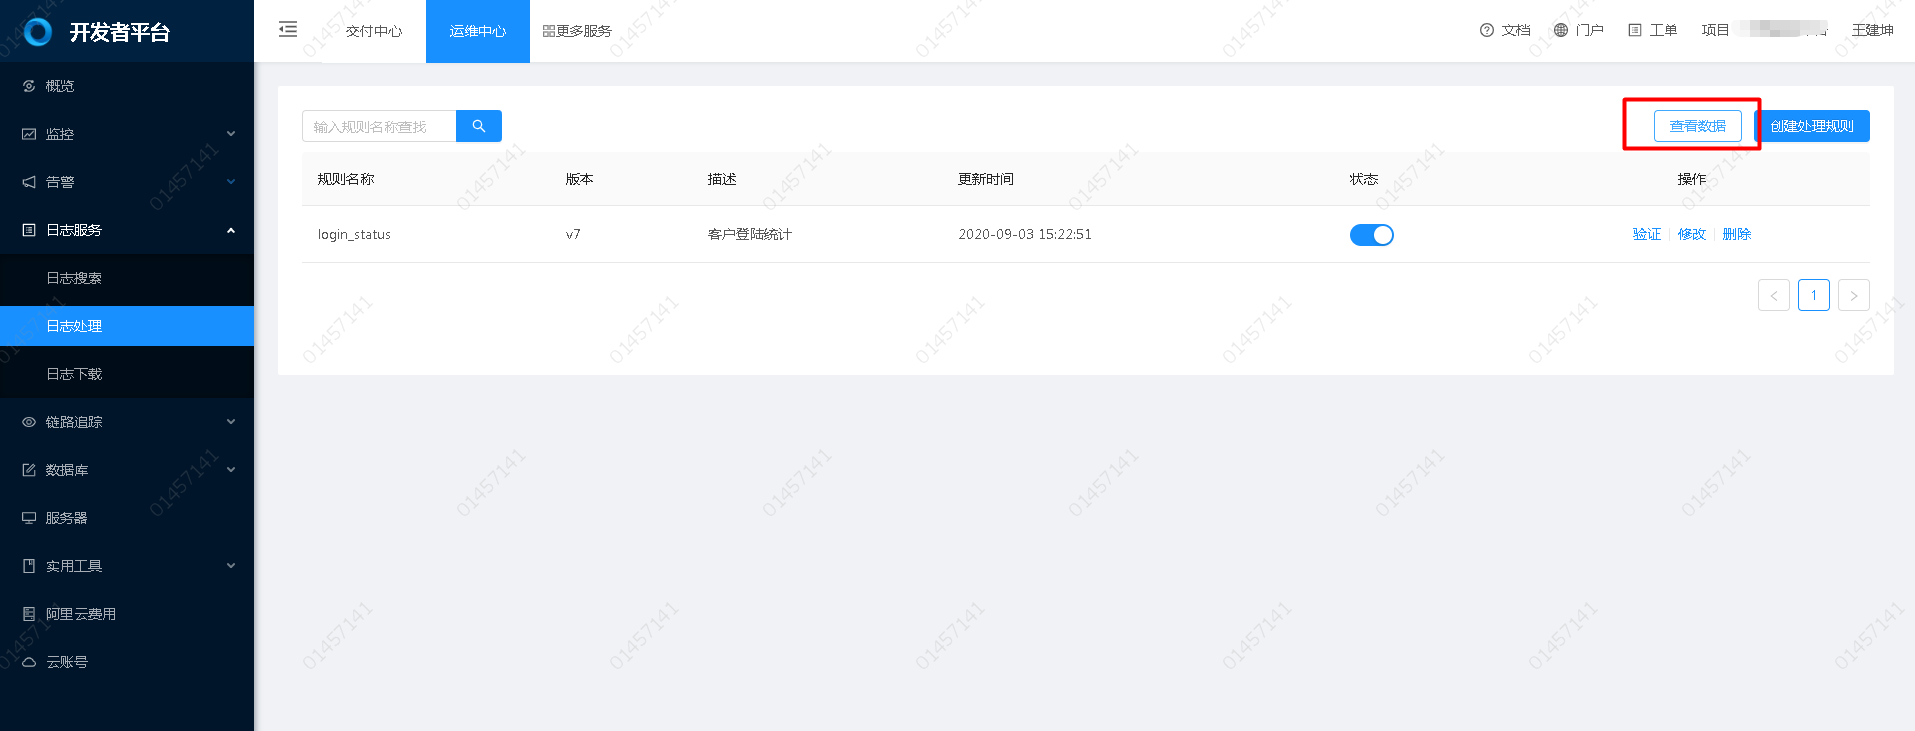 开发者平台
交付中心
运维中心
更多服务
文档
门户
工单
项目
王建坤
概览
监控
告警
日志服务
日志搜索
日志处理
日志下载
链路追踪
数据库
服务器
实用工具
阿里云费用
云账号
输入规则名称查找
查看数据
创建处理规则
规则名称 版本 描述 更新时间 状态 操作
login_status v7 客户登陆统计 2020-09-03 15:22:51 验证 修改 删除
< 1 >
01457141